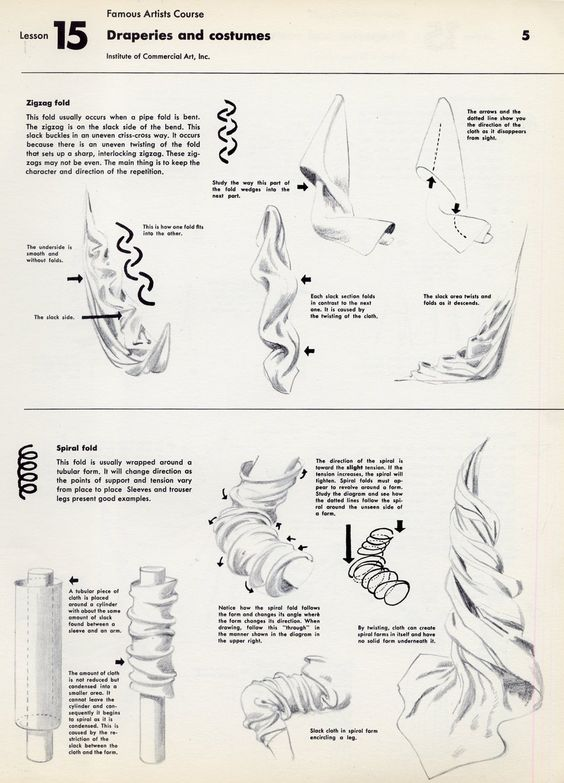 Famous Artists Course
Lesson 15 Draperies and costumes 5
Institute of Commercial Art, Inc.
Zigzag fold
This fold usually occurs when a pipe fold is bent.
The zigzag is on the slack side of the bend. This
slack buckles in an uneven criss-cross way. It occurs
because there is an uneven twisting of the fold
that sets up a sharp, interlocking zigzag. These zig-
zags may not be even. The main thing is to keep the
character and direction of the repetition.
Study the way this part of
the fold wedges into the
next part.
The arrows and the
dotted line show you
the direction of the
cloth as it disappears
from sight.
This is how one fold fits
into the other.
The underside is
smooth and
without folds.
The slack side.
Each slack section folds
in contrast to the next
one. It is caused by
the twisting of the cloth.
The slack area twists and
folds as it descends.
Spiral fold
This fold is usually wrapped around a
tubular form. It will change direction as
the points of support and tension vary
from place to place Sleeves and trouser
legs present good examples.
The direction of the spiral is
toward the slight tension. If the
tension increases, the spiral will
tighten. Spiral folds must ap-
pear to revolve around a form.
Study the diagram and see how
the dotted lines follow the spi-
ral around the unseen side of
a form.
A tubular piece of
cloth is placed
around a cylinder
with about the same
amount of slack
found between a
sleeve and an arm.
Notice how the spiral fold follows
the form and changes its angle where
the form changes its direction. When
drawing, follow this "through" in
the manner shown in the diagram in
the upper right.
By twisting, cloth can create
spiral forms in itself and have
no solid form underneath it.
The amount of cloth
is not reduced but
condensed into a
smaller area. It
cannot leave the
cylinder and con-
sequently it begins
to spiral as it is
condensed. This is
caused by the re-
striction of the
slack between the
cloth and the form.
Slack cloth in spiral form
encircling a leg.